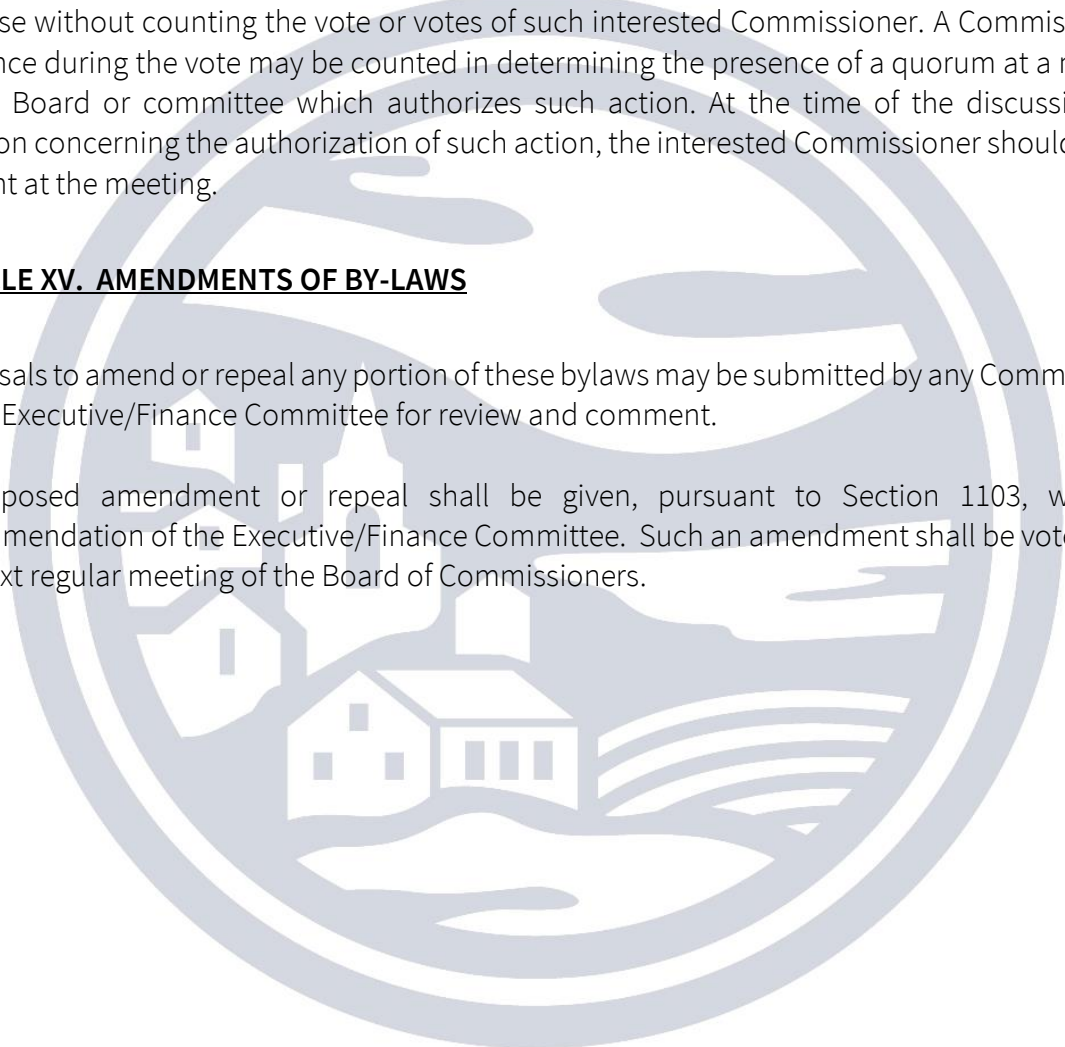 se without counting the vote or votes of such interested Commissioner. A Commis
nce during the vote may be counted in determining the presence of a quorum at a
Board or committee which authorizes such action. At the time of the discussi
on concerning the authorization of such action, the interested Commissioner should
nt at the meeting.
LE XV. AMENDMENTS OF BY-LAWS
sals to amend or repeal any portion of these bylaws may be submitted by any Comm
Executive/Finance Committee for review and comment.
posed amendment or repeal shall be given, pursuant to Section 1103, w
mendation of the Executive/Finance Committee. Such an amendment shall be vote
xt regular meeting of the Board of Commissioners.